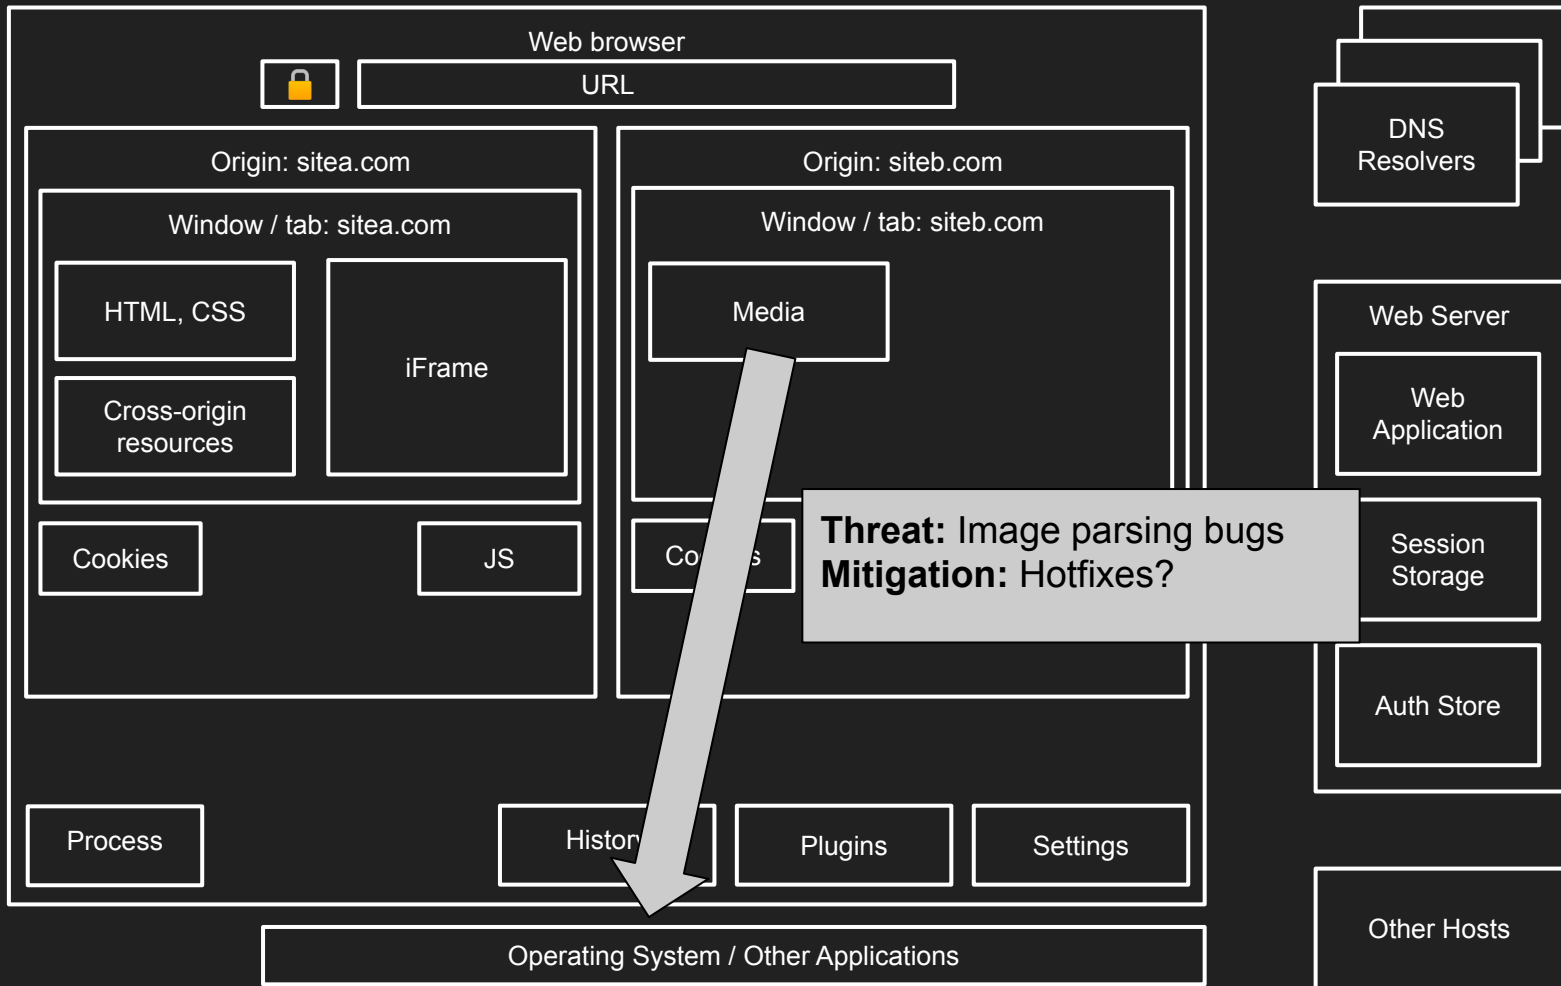 Web browser
URL
Origin: sitea.com
Window / tab: sitea.com
HTML, CSS
Cross-origin
resources
iFrame
Cookies
JS
Origin: siteb.com
Window / tab: siteb.com
Media
Threat: Image parsing bugs
Mitigation: Hotfixes?
Process
History
Plugins
Settings
Operating System / Other Applications
DNS
Resolvers
Web Server
Web
Application
Session
Storage
Auth Store
Other Hosts